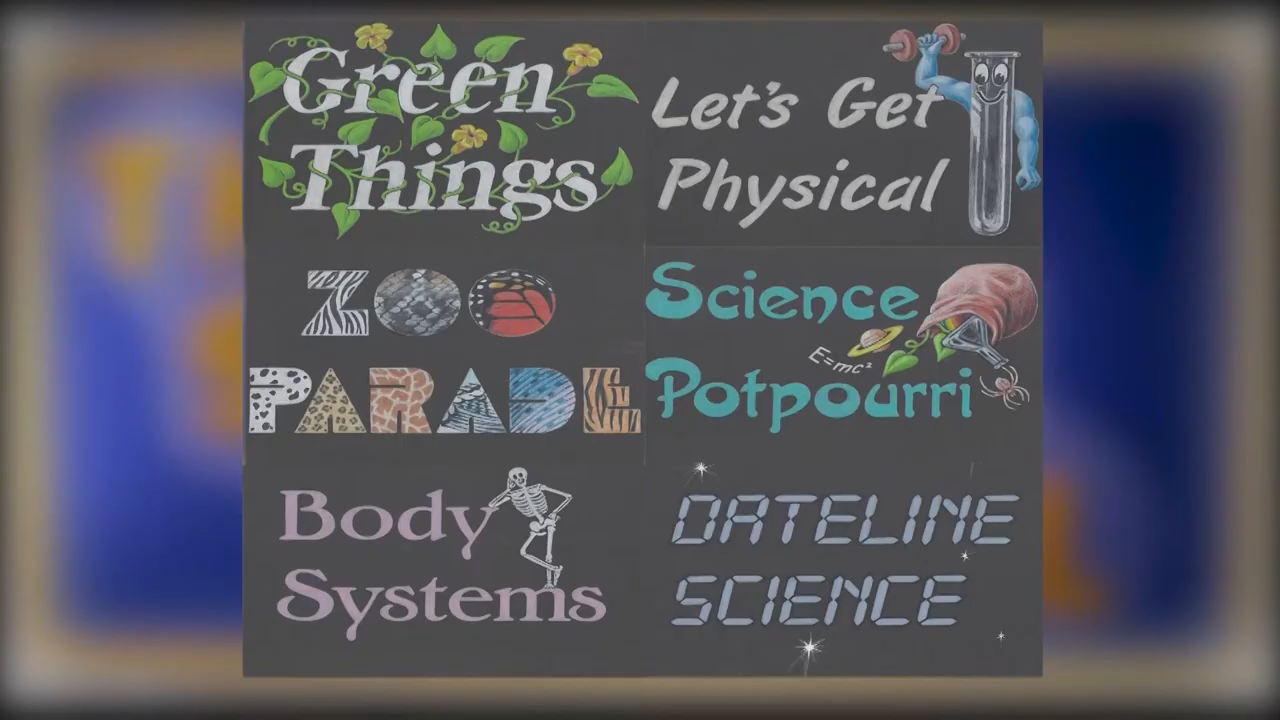 Green
Things
Let's Get
Physical
ZOO
PARADE
Science
E=mc²
Potpourri
Body
Systems
DATELINE
SCIENCE